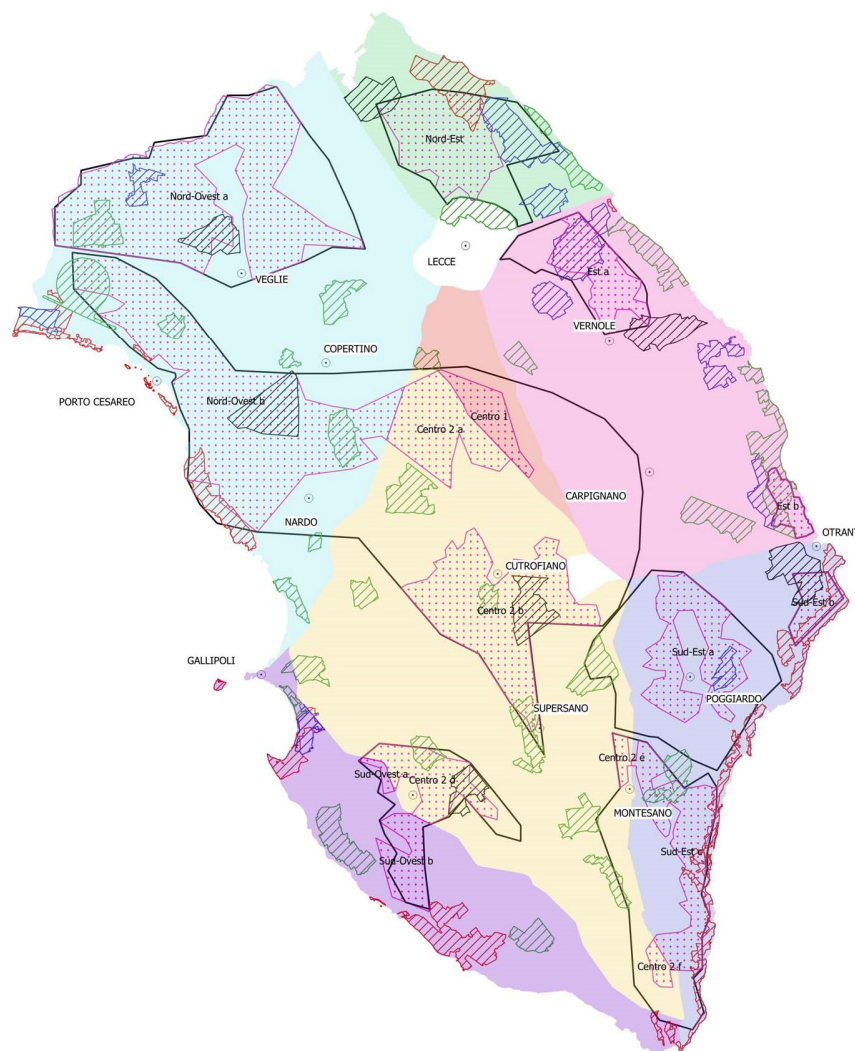 Nord-Est
Nord-Ovest a
LECCE
Est a
VEGLIE
VERNOLE
COPERTINO
PORTO CESAREO
Nord-Ovest b
Centro 1
Centro 2 a
CARPIGNANO
NARDO
Est b
OTRANT
CUTROFIANO
Sud-Est b
Centro 2 b
Sud-Est a
GALLIPOLI
POGGIARDO
SUPERSANO
Centro 2 e
Sud-Ovest a
Centro 2 d
MONTESANO
Sud-Est c
Sud-Ovest b
Centro 2 f